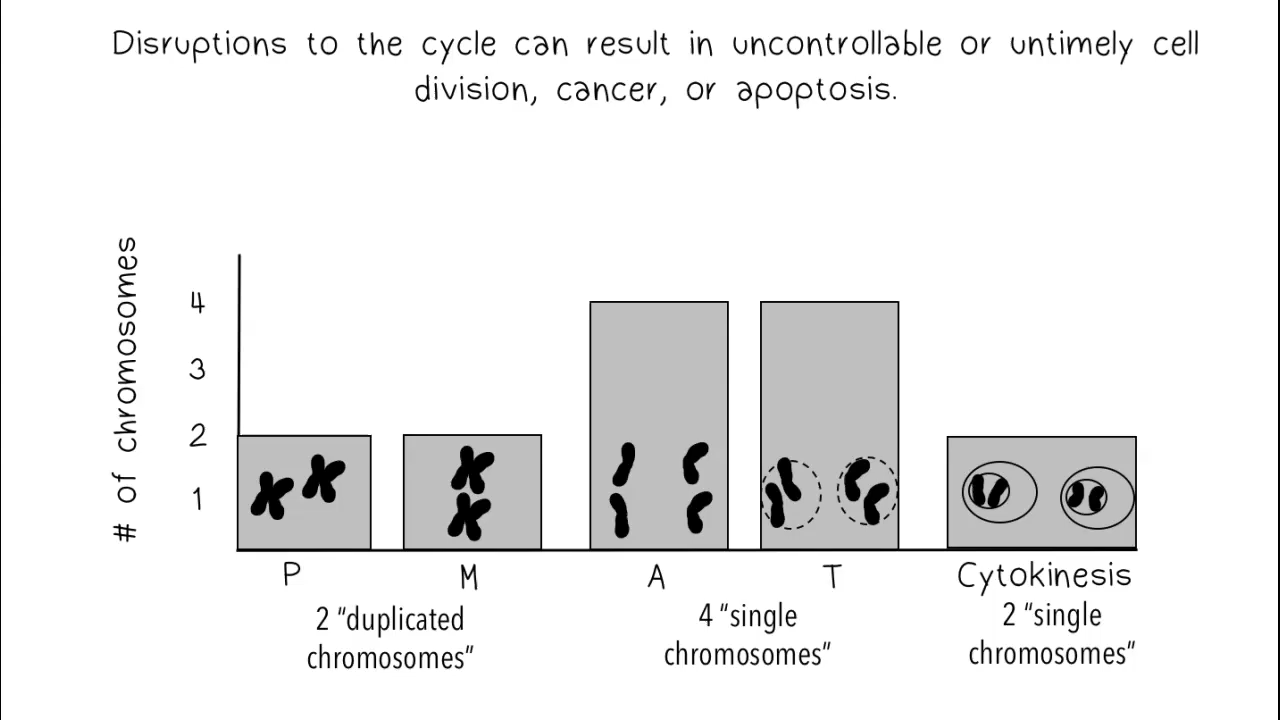 Disruptions to the cycle can result in uncontrollable or untimely cell
division, cancer, or apoptosis.
# of chromosomes
4
3
2
1
P M A T Cytokinesis
2 "duplicated 4 "single 2 "single
chromosomes" chromosomes" chromosomes"